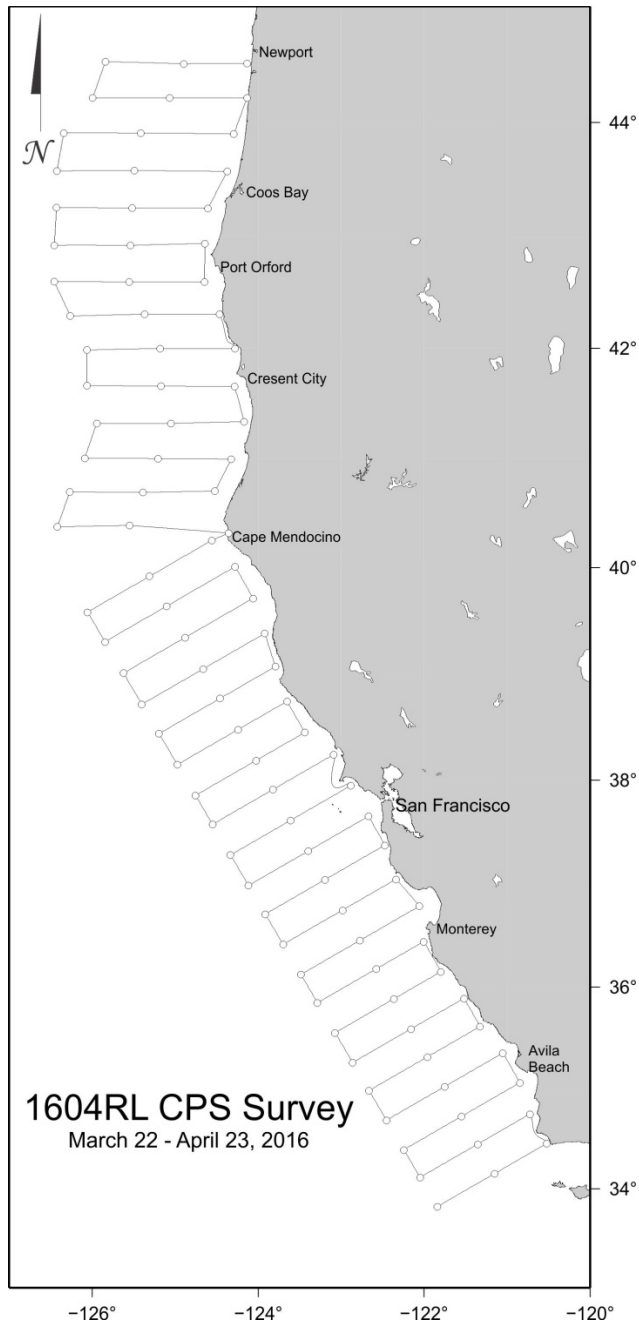 Newport
N
44°
Coos Bay
Port Orford
42°
Cresent City
Cape Mendocino
40°
38°
San Francisco
Monterey
36°
Avila
Beach
1604RL CPS Survey
March 22 - April 23, 2016
34°
−126°
−124°
−122°
−120°